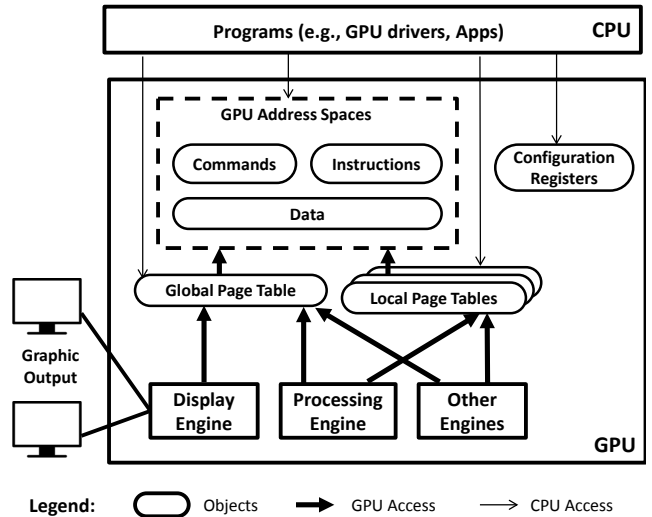 Programs (e.g., GPU drivers, Apps)
CPU
GPU Address Spaces
Commands
Instructions
Data
Configuration
Registers
Global Page Table
Local Page Tables
Graphic
Output
Display
Engine
Processing
Engine
Other
Engines
GPU
Legend:
Objects
GPU Access
CPU Access